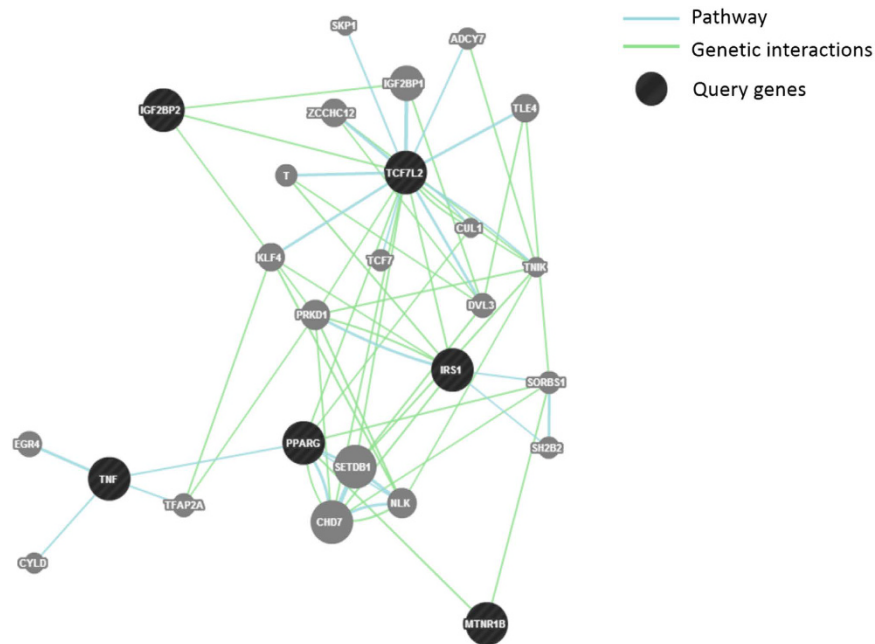 Pathway
Genetic interactions
Query genes
SKP1
ADCY7
IGF2BP1
IGF2BP2
ZCCHC12
TLE4
TCF7L2
T
CUL1
KLF4
TCF7
TNIK
DVL3
PRKD1
IRS1
SORBS1
EGR4
PPARG
SH2B2
SETDB1
TNF
TFAP2A
NLK
CHD7
CYLD
MTNR1B